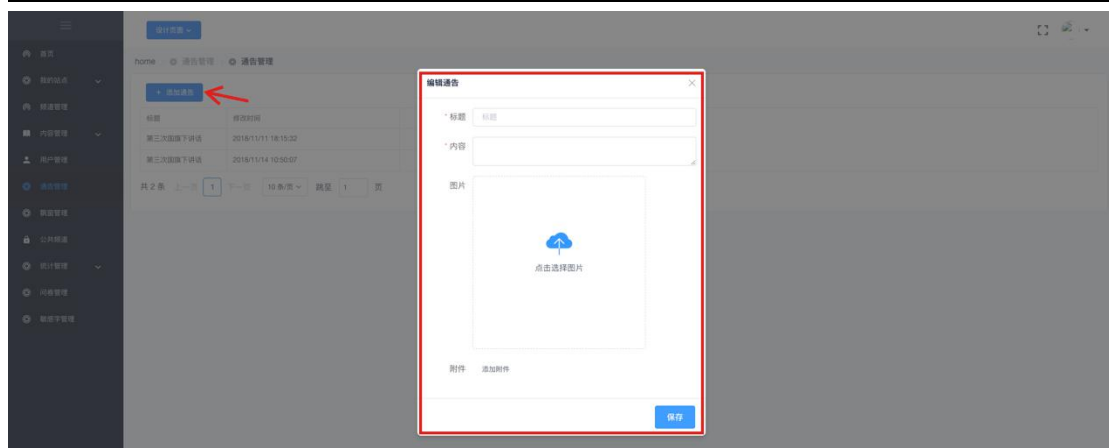 设计页面
首页
home 通告管理 通告管理
我的站点
+ 添加通告
频道管理
标题 修改时间
内容管理
第三次国旗下讲话 2018/11/11 18:15:32
用户管理
第三次国旗下讲话 2018/11/14 10:50:07
通告管理
共 2 条 上一页 1 下一页 10 条/页 跳至 1 页
公共频道
统计管理
问卷管理
敏感字管理
编辑通告
* 标题 标题
* 内容
图片
点击选择图片
附件 添加附件
保存